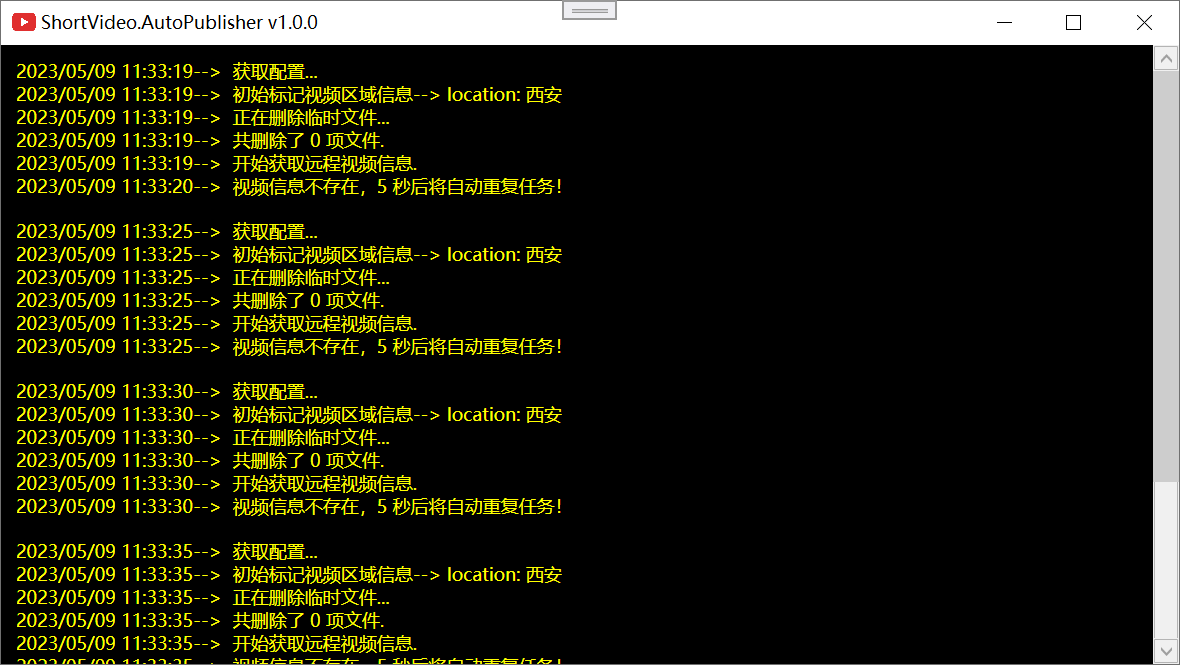 ShortVideo.AutoPublisher v1.0.0
2023/05/09 11:33:19--> 获取配置...
2023/05/09 11:33:19--> 初始标记视频区域信息--> location: 西安
2023/05/09 11:33:19--> 正在删除临时文件...
2023/05/09 11:33:19--> 共删除了 0 项文件.
2023/05/09 11:33:19--> 开始获取远程视频信息.
2023/05/09 11:33:20--> 视频信息不存在，5 秒后将自动重复任务！
2023/05/09 11:33:25--> 获取配置...
2023/05/09 11:33:25--> 初始标记视频区域信息--> location: 西安
2023/05/09 11:33:25--> 正在删除临时文件...
2023/05/09 11:33:25--> 共删除了 0 项文件.
2023/05/09 11:33:25--> 开始获取远程视频信息.
2023/05/09 11:33:25--> 视频信息不存在，5 秒后将自动重复任务！
2023/05/09 11:33:30--> 获取配置...
2023/05/09 11:33:30--> 初始标记视频区域信息--> location: 西安
2023/05/09 11:33:30--> 正在删除临时文件...
2023/05/09 11:33:30--> 共删除了 0 项文件.
2023/05/09 11:33:30--> 开始获取远程视频信息.
2023/05/09 11:33:30--> 视频信息不存在，5 秒后将自动重复任务！
2023/05/09 11:33:35--> 获取配置...
2023/05/09 11:33:35--> 初始标记视频区域信息--> location: 西安
2023/05/09 11:33:35--> 正在删除临时文件...
2023/05/09 11:33:35--> 共删除了 0 项文件.
2023/05/09 11:33:35--> 开始获取远程视频信息.